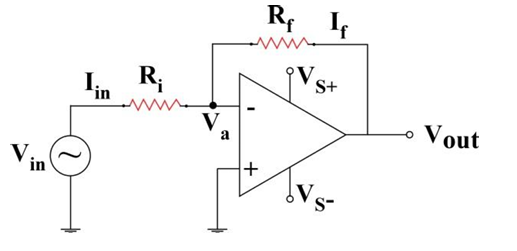 Rf If
Iin Ri
VS+
-
Va
Vin
Vout
+
VS-